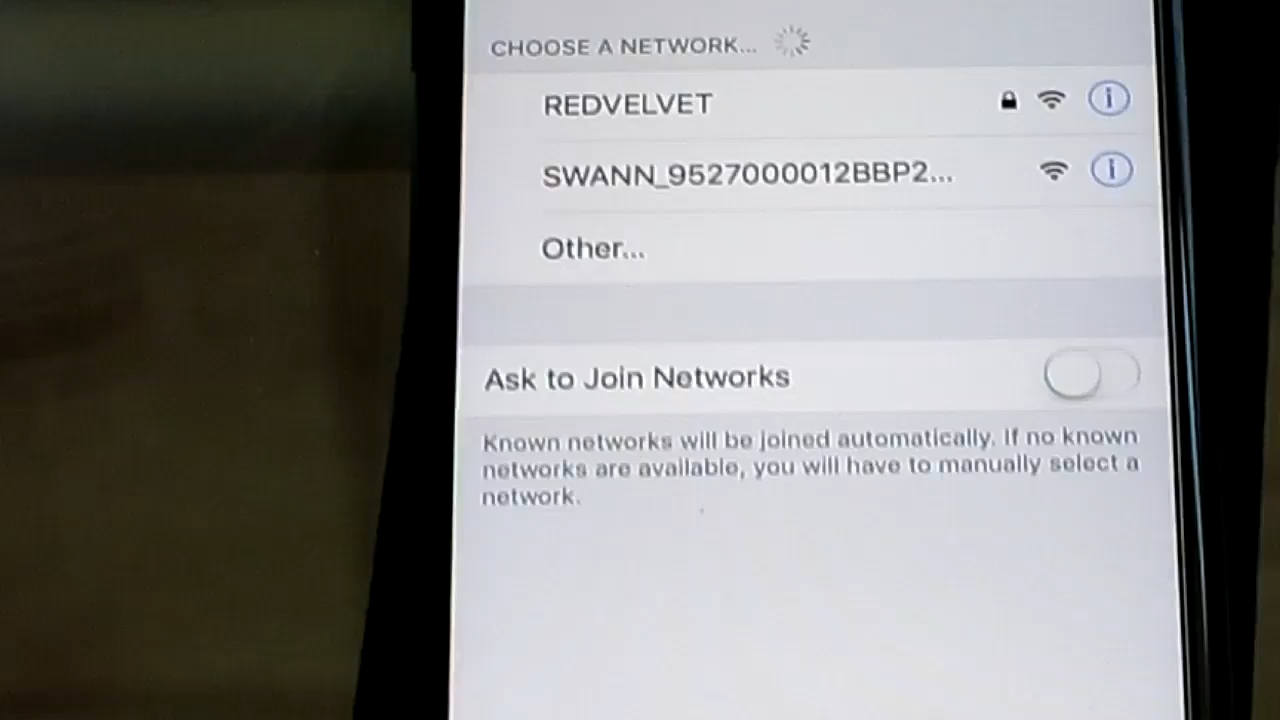 CHOOSE A NETWORK...
REDVELVET
SWANN_9527000012BBP2...
Other...
Ask to Join Networks
Known networks will be joined automatically. If no known
networks are available, you will have to manually select a
network.